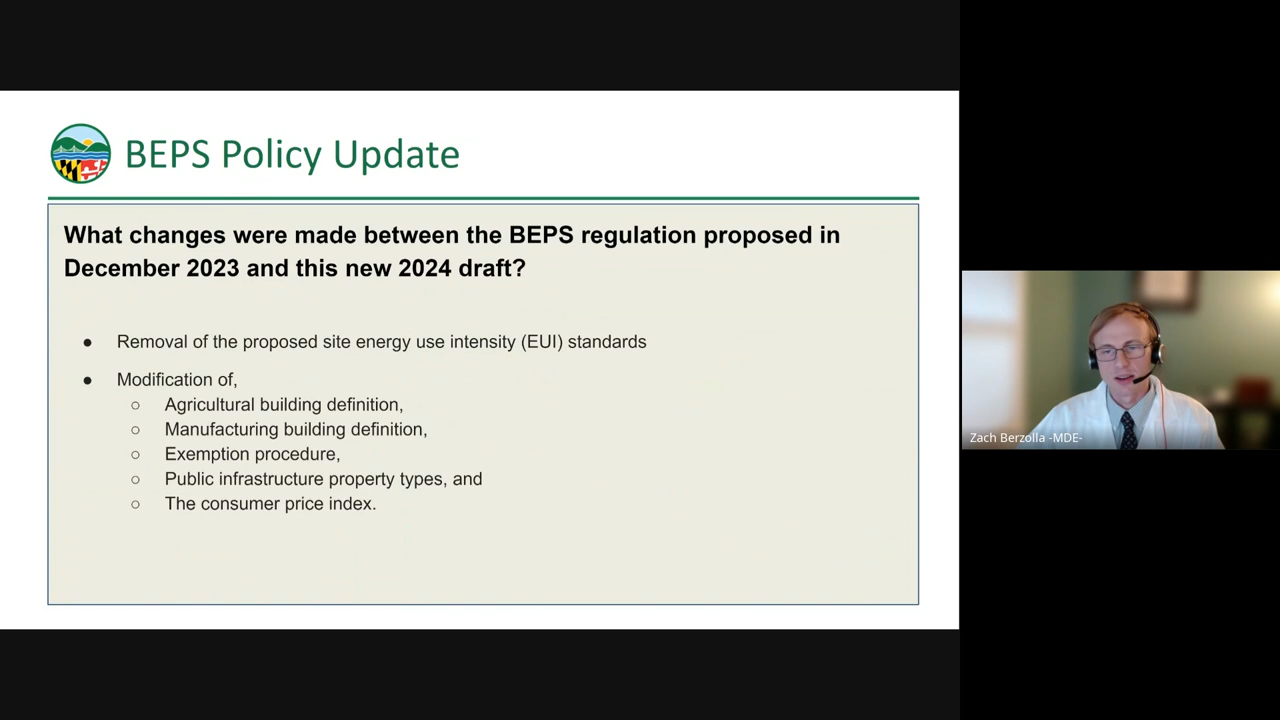 BEPS Policy Update
What changes were made between the BEPS regulation proposed in
December 2023 and this new 2024 draft?
● Removal of the proposed site energy use intensity (EUI) standards
● Modification of,
○ Agricultural building definition,
○ Manufacturing building definition,
○ Exemption procedure,
○ Public infrastructure property types, and
○ The consumer price index.
Zach Berzolla -MDE-